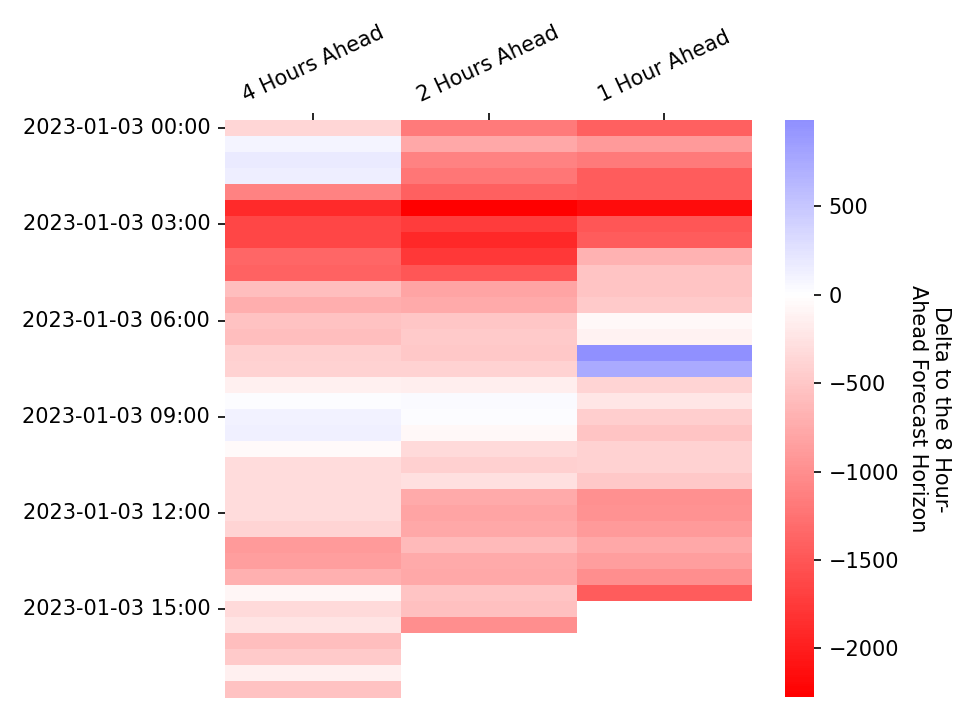 4 Hours Ahead
2 Hours Ahead
1 Hour Ahead
2023-01-03 00:00
2023-01-03 03:00
2023-01-03 06:00
2023-01-03 09:00
2023-01-03 12:00
2023-01-03 15:00
500
0
−500
−1000
−1500
−2000
Delta to the 8 Hour-
Ahead Forecast Horizon